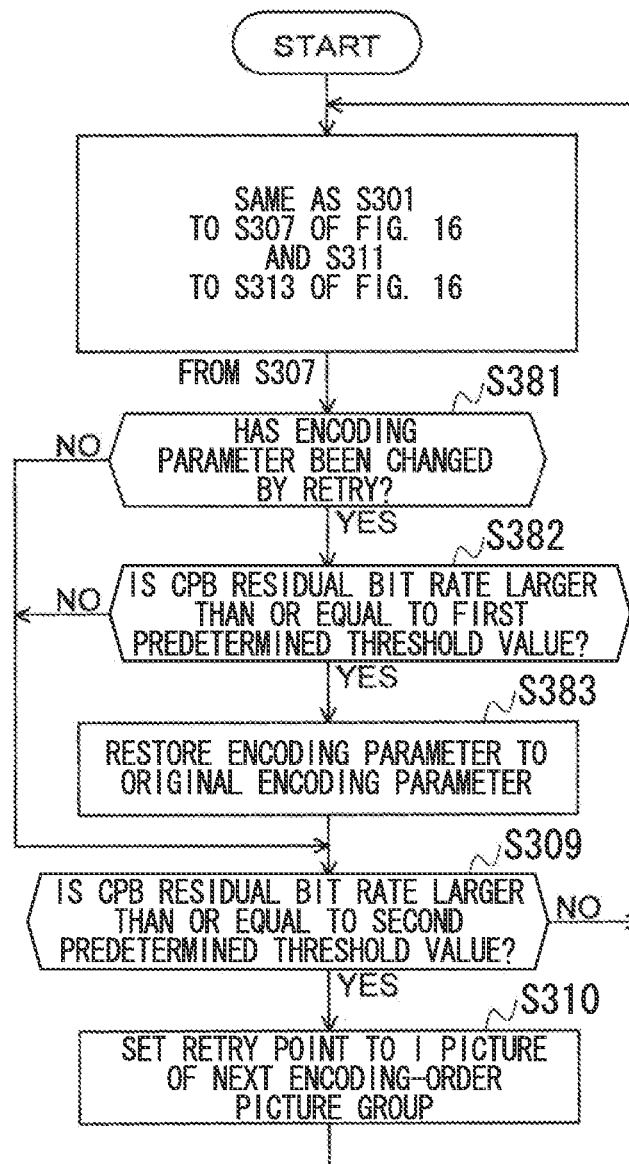 START
SAME AS S301
TO S307 OF FIG. 16
AND S311
TO S313 OF FIG. 16
FROM S307
S381
HAS ENCODING
PARAMETER BEEN CHANGED
BY RETRY?
NO
YES
S382
IS CPB RESIDUAL BIT RATE LARGER
THAN OR EQUAL TO FIRST
PREDETERMINED THRESHOLD VALUE?
NO
YES
S383
RESTORE ENCODING PARAMETER TO
ORIGINAL ENCODING PARAMETER
S309
IS CPB RESIDUAL BIT RATE LARGER
THAN OR EQUAL TO SECOND
PREDETERMINED THRESHOLD VALUE?
NO
YES
S310
SET RETRY POINT TO I PICTURE
OF NEXT ENCODING-ORDER
PICTURE GROUP